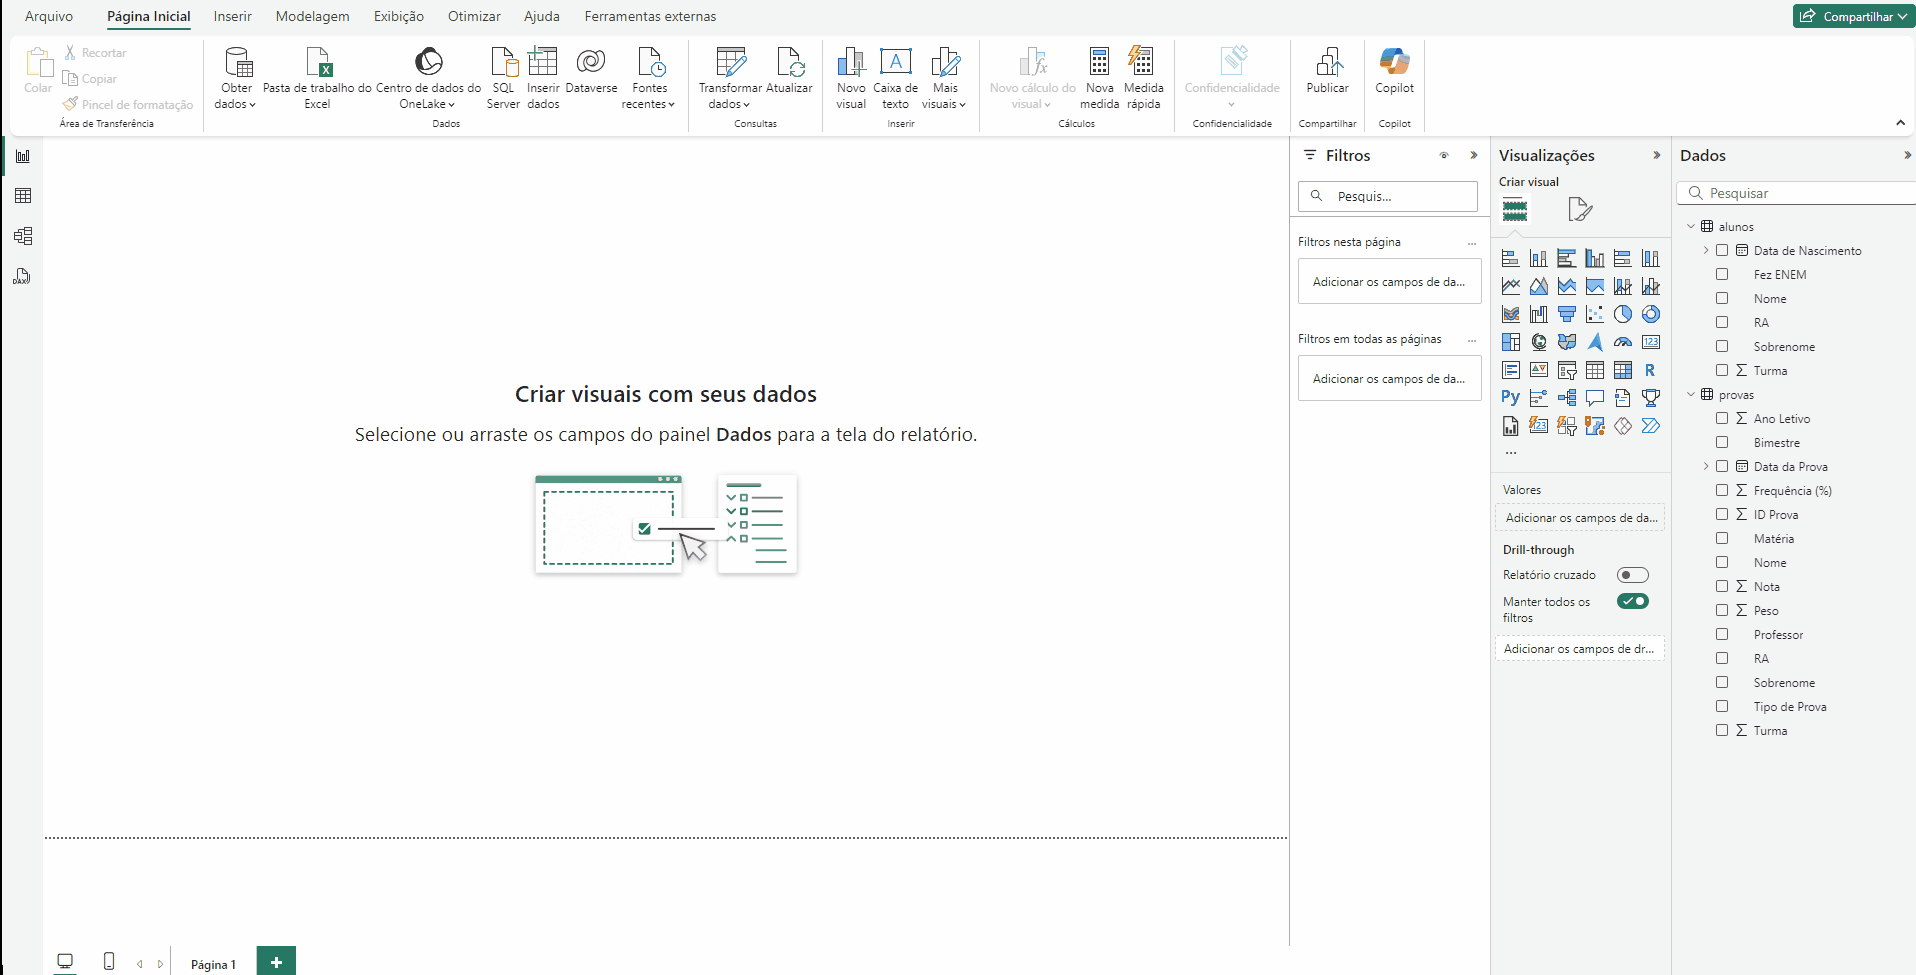 Arquivo
Página Inicial
Inserir
Modelagem
Exibição
Otimizar
Ajuda
Ferramentas externas
Compartilhar
Colar
Recortar
Copiar
Pincel de formatação
Área de Transferência
Obter
dados
Pasta de trabalho do
Excel
Centro de dados do
OneLake
SQL
Server
Inserir
dados
Dataverse
Fontes
recentes
Dados
Transformar
dados
Atualizar
Consultas
Novo
visual
Caixa de
texto
Mais
visuais
Inserir
Novo cálculo do
visual
Nova
medida
Medida
rápida
Cálculos
Confidencialidade
Confidencialidade
Publicar
Compartilhar
Copilot
Copilot
DAX
Criar visuais com seus dados
Selecione ou arraste os campos do painel Dados para a tela do relatório.
Filtros
Pesquis...
Filtros nesta página
...
Adicionar os campos de da...
Filtros em todas as páginas
...
Adicionar os campos de da...
Visualizações
Criar visual
123
R
Py
123
...
Valores
Adicionar os campos de da...
Drill-through
Relatório cruzado
Manter todos os
filtros
Adicionar os campos de dr...
Dados
Pesquisar
alunos
Data de Nascimento
Fez ENEM
Nome
RA
Sobrenome
Σ Turma
provas
Σ Ano Letivo
Bimestre
Data da Prova
Σ Frequência (%)
Σ ID Prova
Matéria
Nome
Σ Nota
Σ Peso
Professor
RA
Sobrenome
Tipo de Prova
Σ Turma
Página 1
+